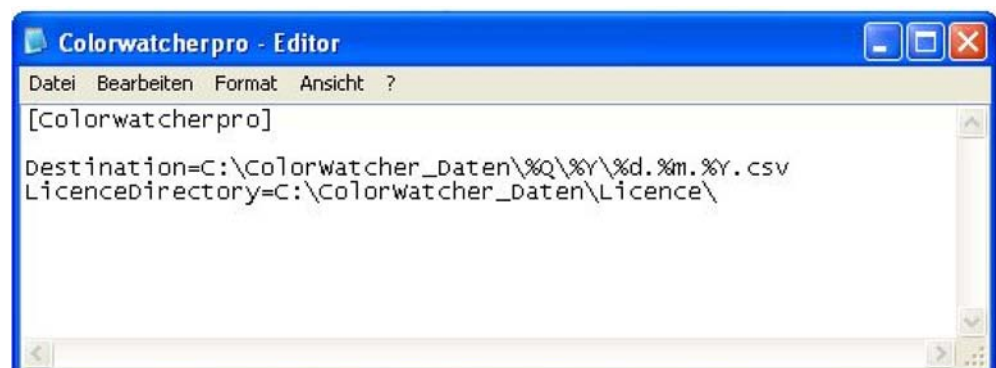 Colorwatcherpro - Editor
Datei Bearbeiten Format Ansicht ?
[Colorwatcherpro]
Destination=C:\ColorWatcher_Daten\%Q\%Y\%d.%m.%Y.csv
LicenceDirectory=C:\ColorWatcher_Daten\Licence\